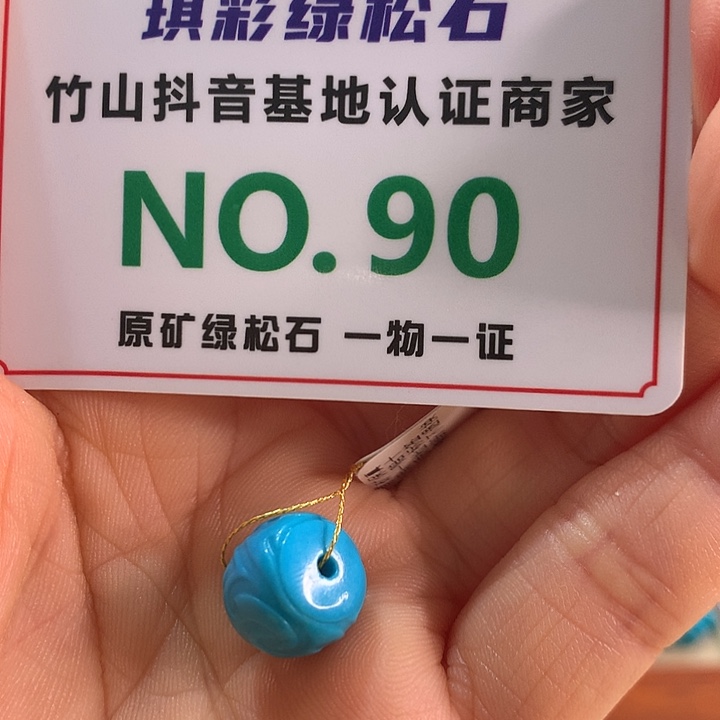 琪彩绿松石
竹山抖音基地认证商家
NO.90
原矿绿松石 一物一证